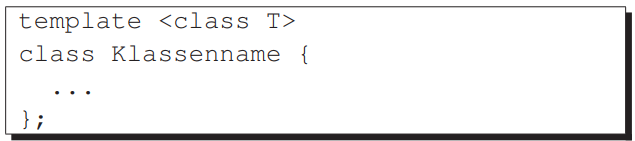 template <class T>
class Klassenname {
  ...
};